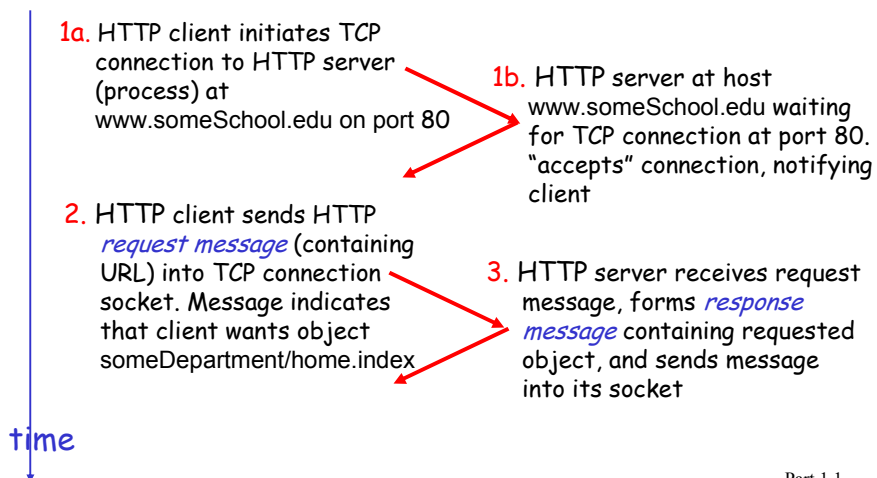 1a. HTTP client initiates TCP
connection to HTTP server
(process) at
www.someSchool.edu on port 80
1b. HTTP server at host
www.someSchool.edu waiting
for TCP connection at port 80.
“accepts” connection, notifying
client
2. HTTP client sends HTTP
request message (containing
URL) into TCP connection
socket. Message indicates
that client wants object
someDepartment/home.index
3. HTTP server receives request
message, forms response
message containing requested
object, and sends message
into its socket
time